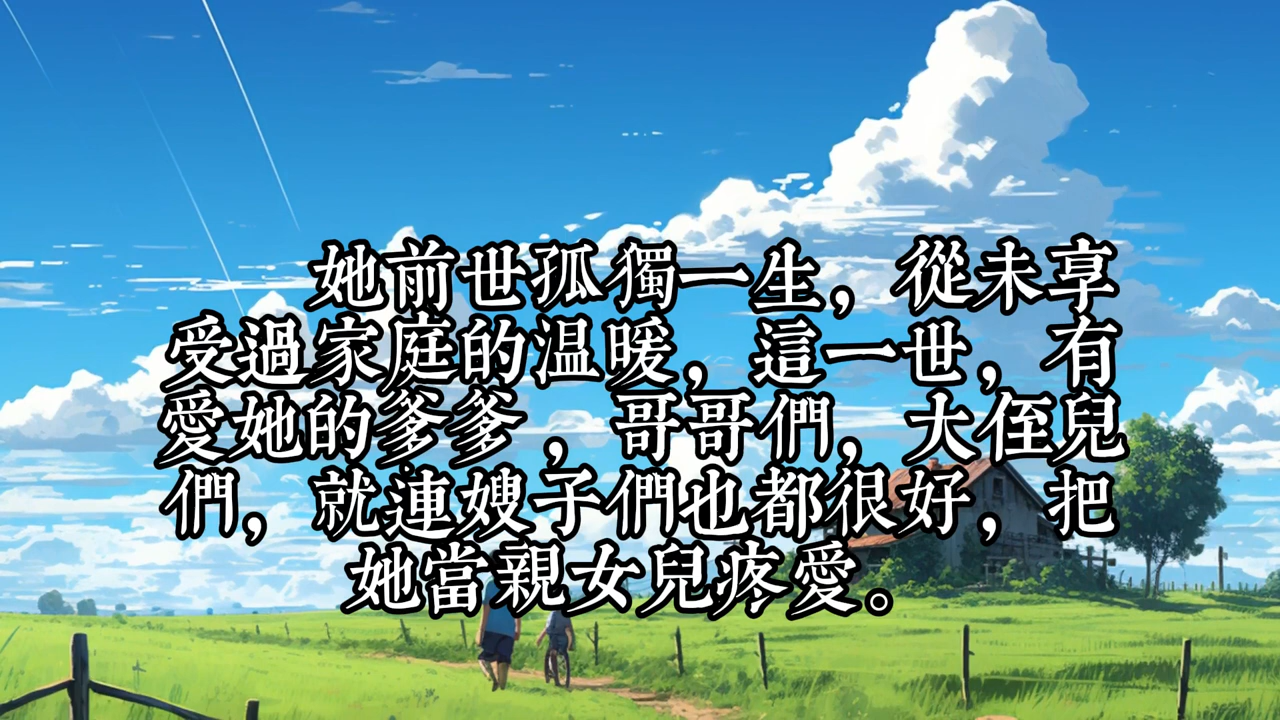 她前世孤獨一生，從未享
受過家庭的温暖，這一世，有
愛她的爹爹，哥哥們，大侄兒
們，就連嫂子們也都很好，把
她當親女兒疼愛。